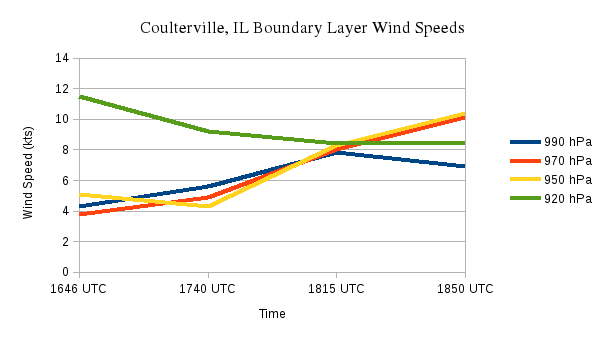 Coulterville, IL Boundary Layer Wind Speeds
14
12
10
8
6
4
2
0
Wind Speed (kts)
1646 UTC 1740 UTC 1815 UTC 1850 UTC
Time
990 hPa
970 hPa
950 hPa
920 hPa